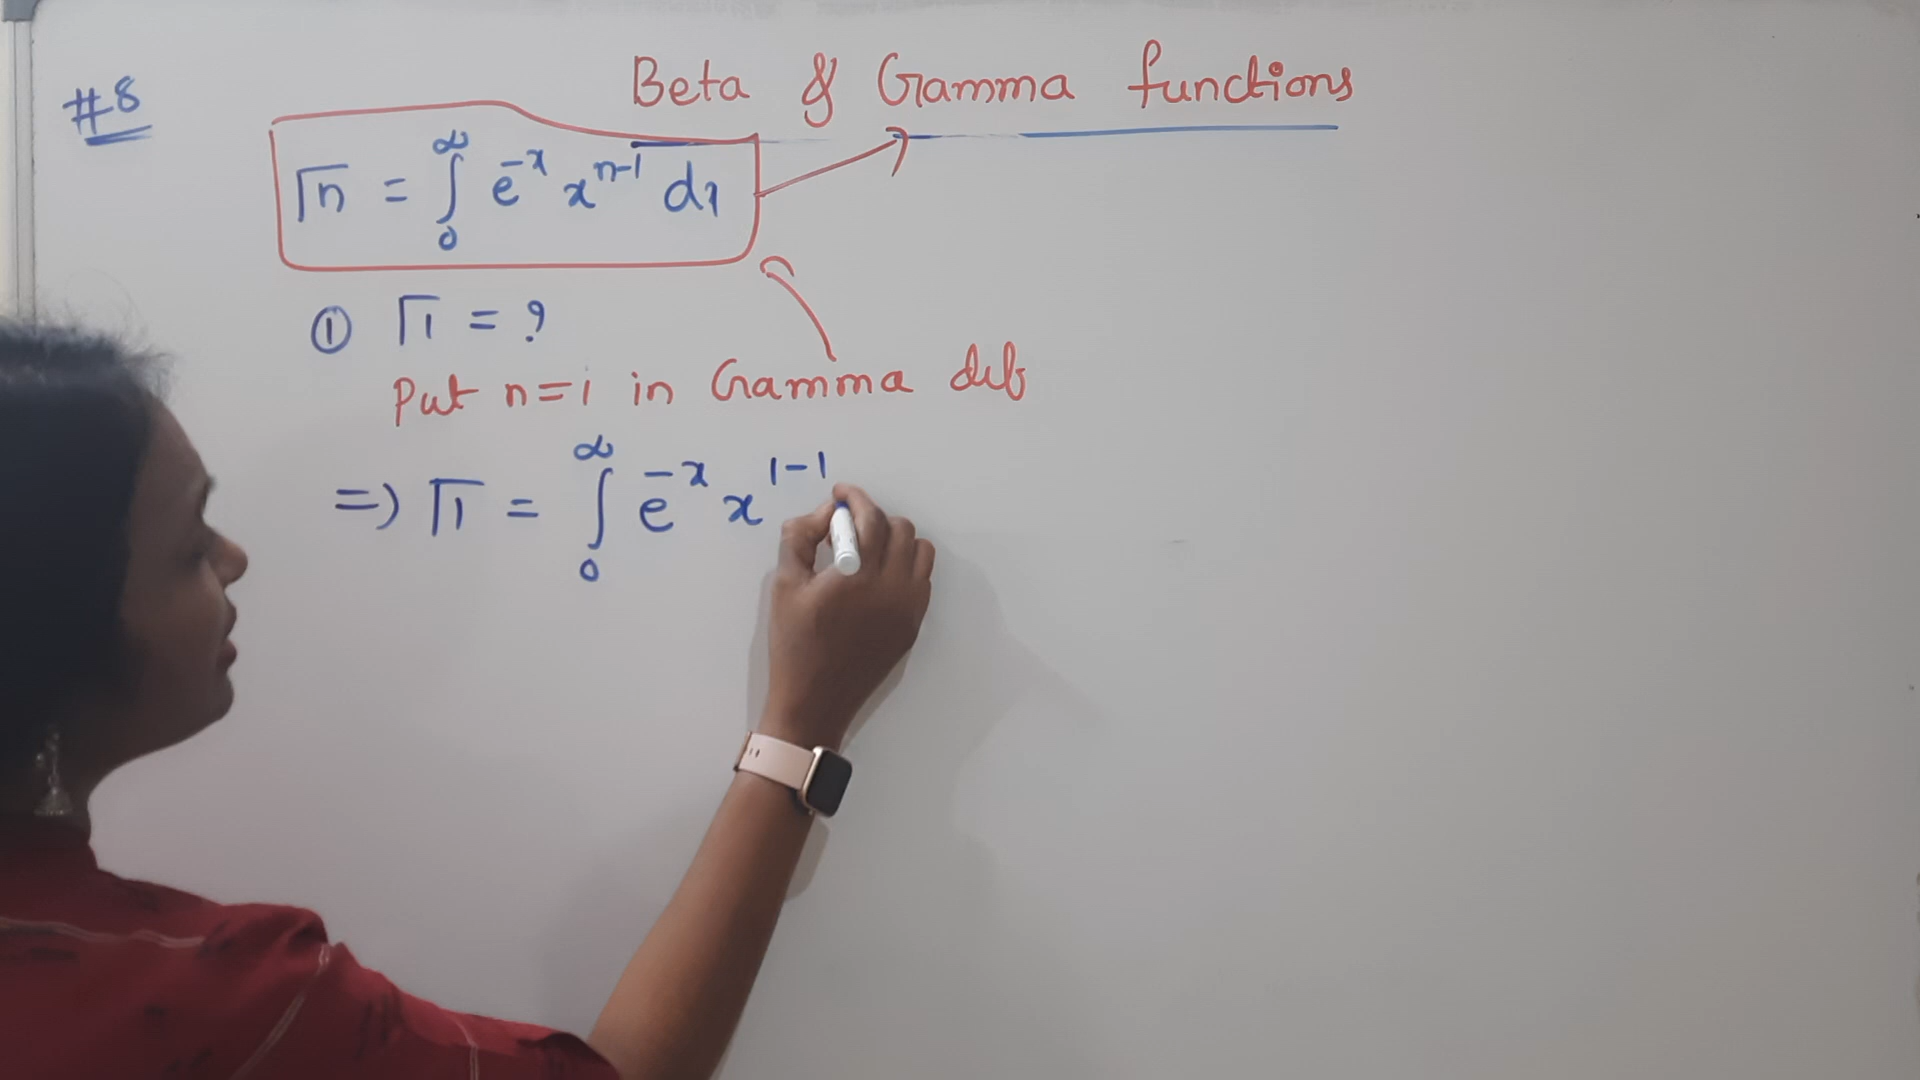 #8
Beta & Gamma functions
Γn = ∫₀^∞ e^-x x^n-1 dx
① Γ1 = ?
Put n=1 in Gamma def
=> Γ1 = ∫₀^∞ e^-x x^1-1